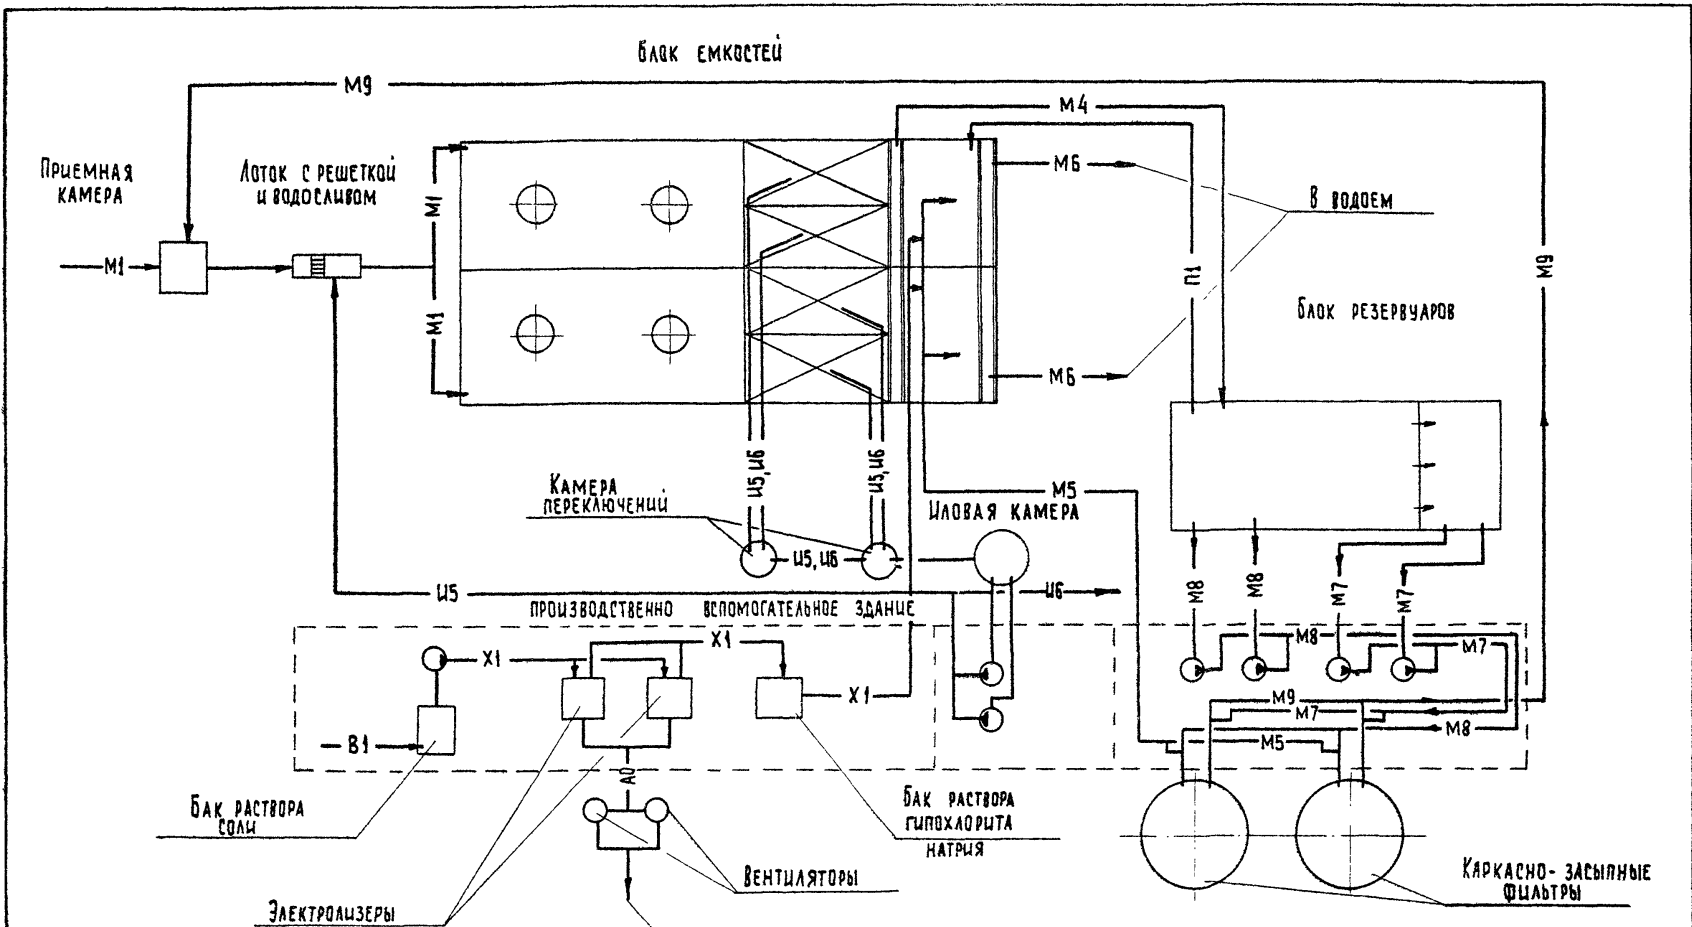 БЛОК ЕМКОСТЕЙ
М9
М4
ПРИЕМНАЯ
КАМЕРА
ЛОТОК С РЕШЕТКОЙ
И ВОДОСЛИВОМ
М1
М6
В ВОДОЕМ
М1
П1
М9
М1
БЛОК РЕЗЕРВУАРОВ
М6
И5, И6
И5, И6
КАМЕРА
ПЕРЕКЛЮЧЕНИЙ
М5
ИЛОВАЯ КАМЕРА
И5, И6
И5
И6
М8
М8
М7
М7
ПРОИЗВОДСТВЕННО ВСПОМОГАТЕЛЬНОЕ ЗДАНИЕ
Х1
Х1
М8
М7
Х1
М9
М7
М8
В1
М5
А0
БАК РАСТВОРА
СОЛИ
БАК РАСТВОРА
ГИПОХЛОРИТА
НАТРИЯ
ВЕНТИЛЯТОРЫ
ЭЛЕКТРОЛИЗЕРЫ
КАРКАСНО-ЗАСЫПНЫЕ
ФИЛЬТРЫ